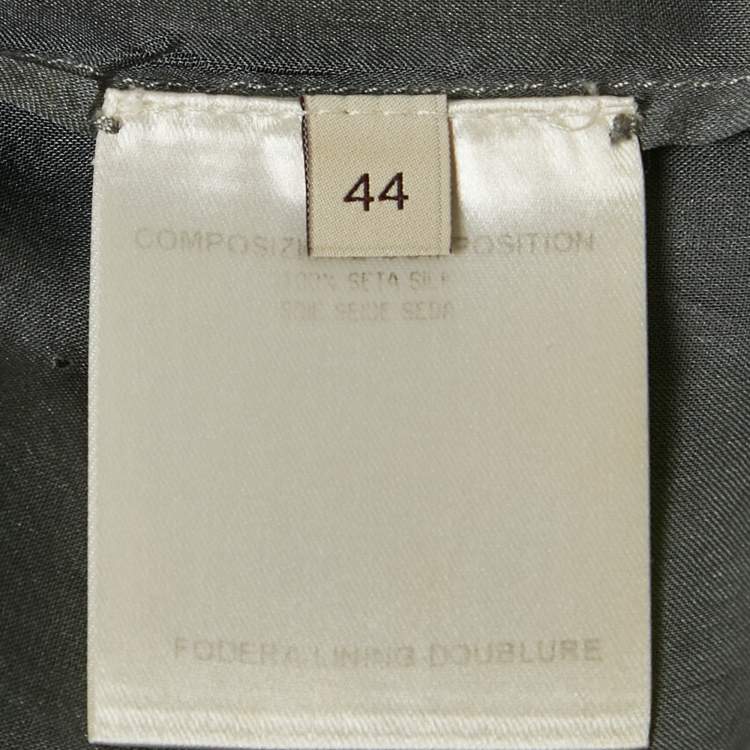 44
COMPOSIZI POSITION
100% SETA SILK
SOIE SEIDE SEDA
FODERA LINING DOUBLURE